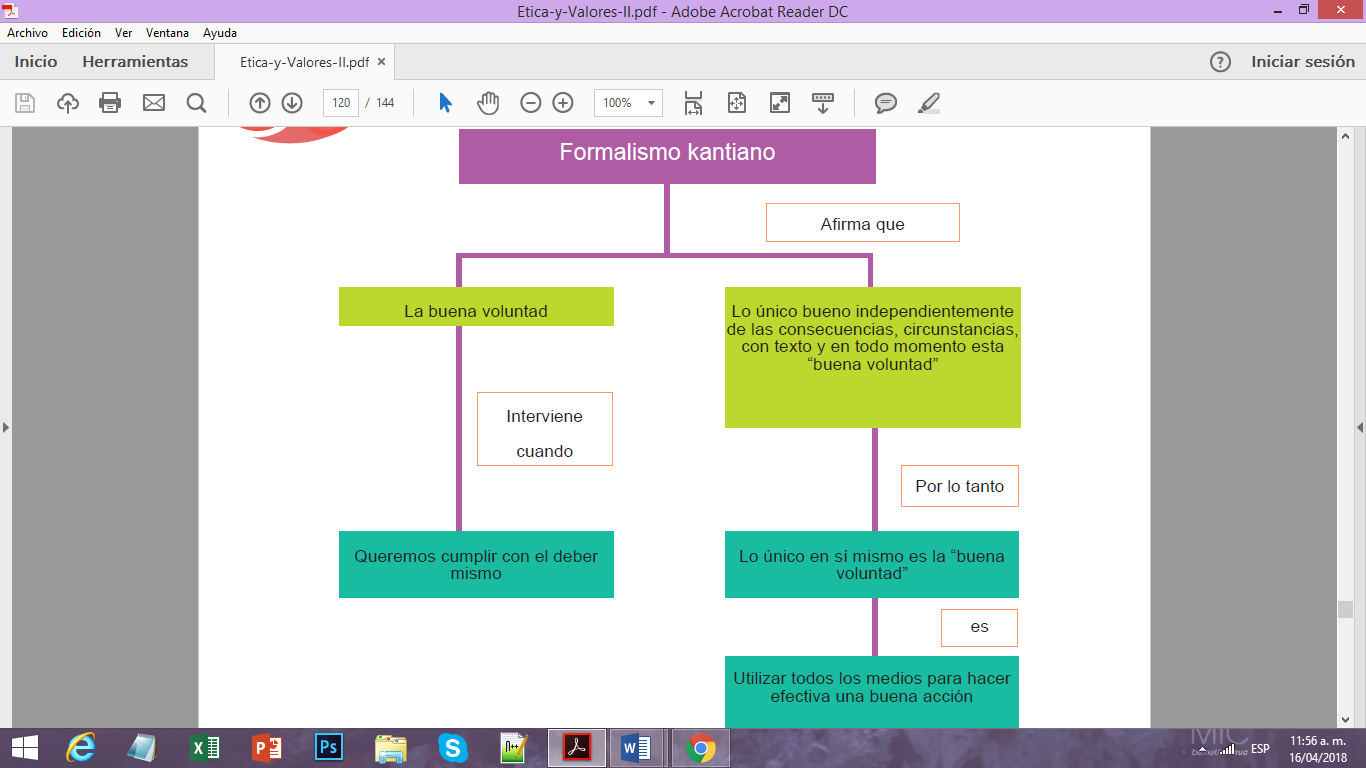 Etica-y-Valores-II.pdf - Adobe Acrobat Reader DC
Archivo Edición Ver Ventana Ayuda
Inicio Herramientas Etica-y-Valores-II.pdf × ? Iniciar sesión
120 / 144 100%
Formalismo kantiano
Afirma que
La buena voluntad
Lo único bueno independientemente
de las consecuencias, circunstancias,
con texto y en todo momento esta
“buena voluntad”
Interviene
cuando
Por lo tanto
Queremos cumplir con el deber
mismo
Lo único en sí mismo es la “buena
voluntad”
es
Utilizar todos los medios para hacer
efectiva una buena acción
11:56 a. m.
ESP
16/04/2018